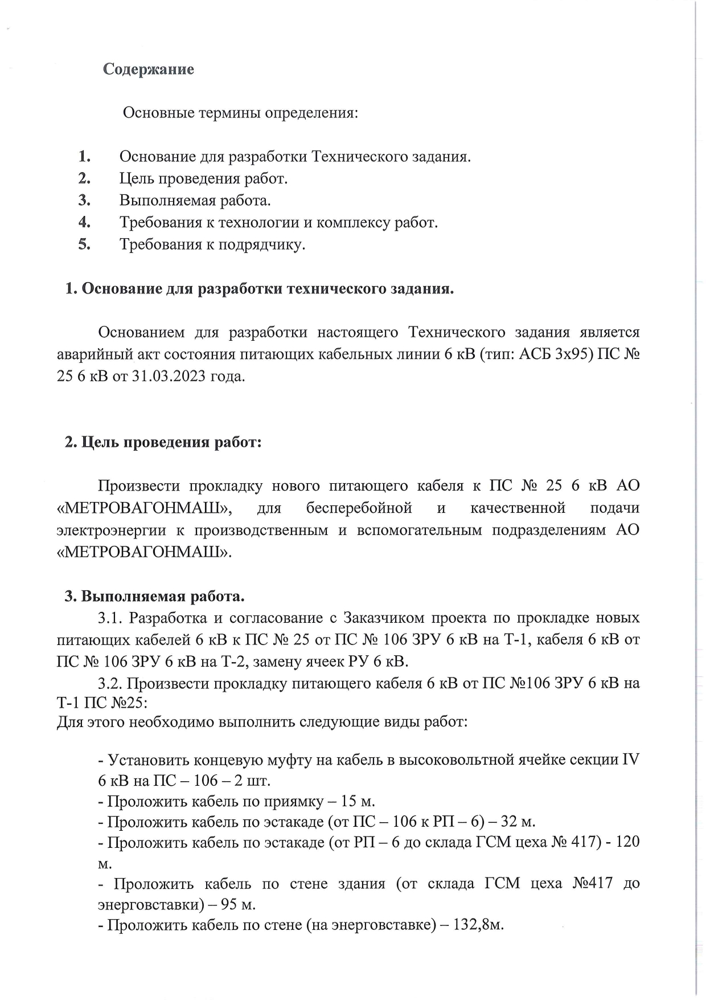 Содержание
Основные термины определения:
1. Основание для разработки Технического задания.
2. Цель проведения работ.
3. Выполняемая работа.
4. Требования к технологии и комплексу работ.
5. Требования к подрядчику.
1. Основание для разработки технического задания.
Основанием для разработки настоящего Технического задания является
аварийный акт состояния питающих кабельных линии 6 кВ (тип: АСБ 3х95) ПС №
25 6 кВ от 31.03.2023 года.
2. Цель проведения работ:
Произвести прокладку нового питающего кабеля к ПС № 25 6 кВ АО
«МЕТРОВАГОНМАШ», для бесперебойной и качественной подачи
электроэнергии к производственным и вспомогательным подразделениям АО
«МЕТРОВАГОНМАШ».
3. Выполняемая работа.
3.1. Разработка и согласование с Заказчиком проекта по прокладке новых
питающих кабелей 6 кВ к ПС № 25 от ПС № 106 ЗРУ 6 кВ на Т-1, кабеля 6 кВ от
ПС № 106 ЗРУ 6 кВ на Т-2, замену ячеек РУ 6 кВ.
3.2. Произвести прокладку питающего кабеля 6 кВ от ПС №106 ЗРУ 6 кВ на
Т-1 ПС №25:
Для этого необходимо выполнить следующие виды работ:
- Установить концевую муфту на кабель в высоковольтной ячейке секции IV
6 кВ на ПС – 106 – 2 шт.
- Проложить кабель по приямку – 15 м.
- Проложить кабель по эстакаде (от ПС – 106 к РП – 6) – 32 м.
- Проложить кабель по эстакаде (от РП – 6 до склада ГСМ цеха № 417) - 120
м.
- Проложить кабель по стене здания (от склада ГСМ цеха №417 до
энерговставки) – 95 м.
- Проложить кабель по стене (на энерговставке) – 132,8м.